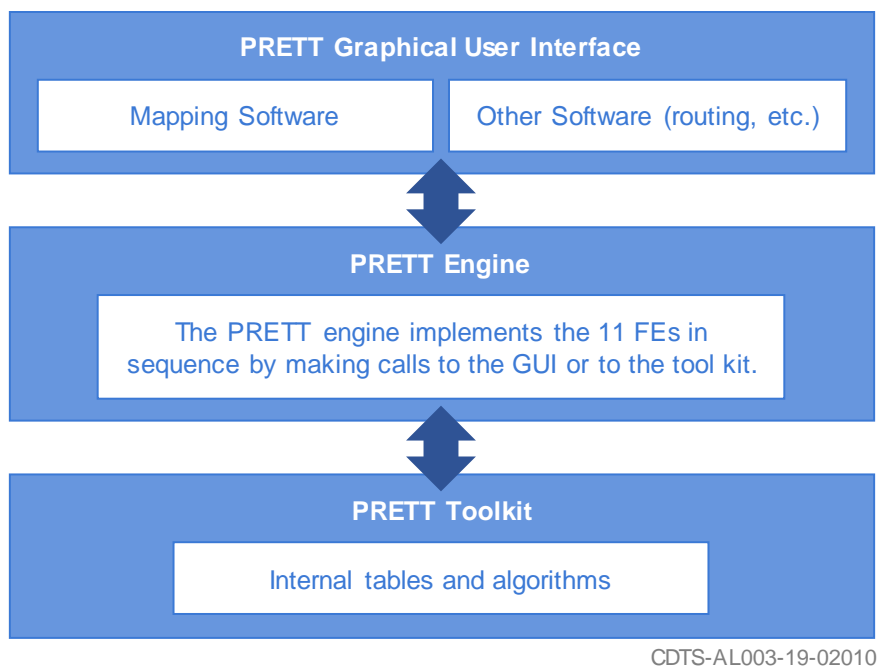 PRETT Graphical User Interface
Mapping Software
Other Software (routing, etc.)
PRETT Engine
The PRETT engine implements the 11 FEs in
sequence by making calls to the GUI or to the tool kit.
PRETT Toolkit
Internal tables and algorithms
CDTS-AL003-19-02010